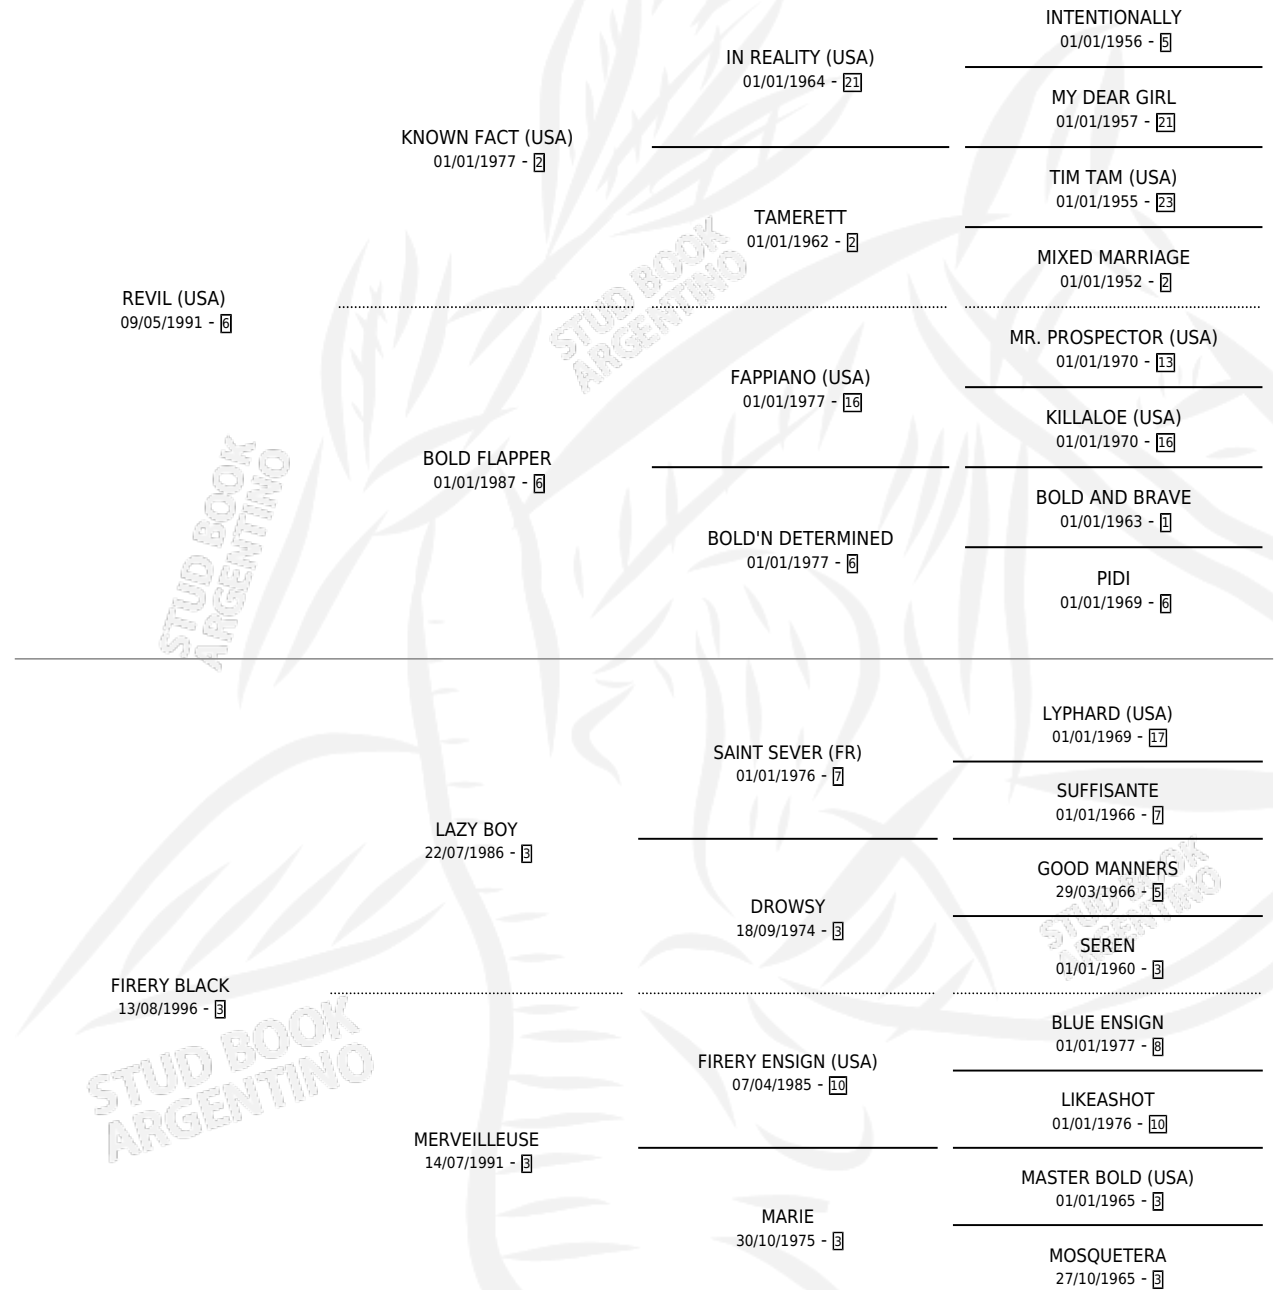 INTENTIONALLY
01/01/1956 - 5
IN REALITY (USA)
01/01/1964 - 21
MY DEAR GIRL
01/01/1957 - 21
KNOWN FACT (USA)
01/01/1977 - 2
TIM TAM (USA)
01/01/1955 - 23
TAMERETT
01/01/1962 - 2
MIXED MARRIAGE
01/01/1952 - 2
REVIL (USA)
09/05/1991 - 6
MR. PROSPECTOR (USA)
01/01/1970 - 13
FAPPIANO (USA)
01/01/1977 - 16
KILLALOE (USA)
01/01/1970 - 16
BOLD FLAPPER
01/01/1987 - 6
BOLD AND BRAVE
01/01/1963 - 1
BOLD'N DETERMINED
01/01/1977 - 6
PIDI
01/01/1969 - 6
STUD BOOK
ARGENTINO
STUD BOOK
ARGENTINO
LYPHARD (USA)
01/01/1969 - 17
SAINT SEVER (FR)
01/01/1976 - 7
SUFFISANTE
01/01/1966 - 7
LAZY BOY
22/07/1986 - 3
GOOD MANNERS
29/03/1966 - 5
DROWSY
18/09/1974 - 3
SEREN
01/01/1960 - 3
STUD BOOK
ARGENTINO
FIRERY BLACK
13/08/1996 - 3
BLUE ENSIGN
01/01/1977 - 8
FIRERY ENSIGN (USA)
07/04/1985 - 10
LIKEASHOT
01/01/1976 - 10
STUD BOOK
ARGENTINO
MERVEILLEUSE
14/07/1991 - 3
MASTER BOLD (USA)
01/01/1965 - 3
MARIE
30/10/1975 - 3
MOSQUETERA
27/10/1965 - 3